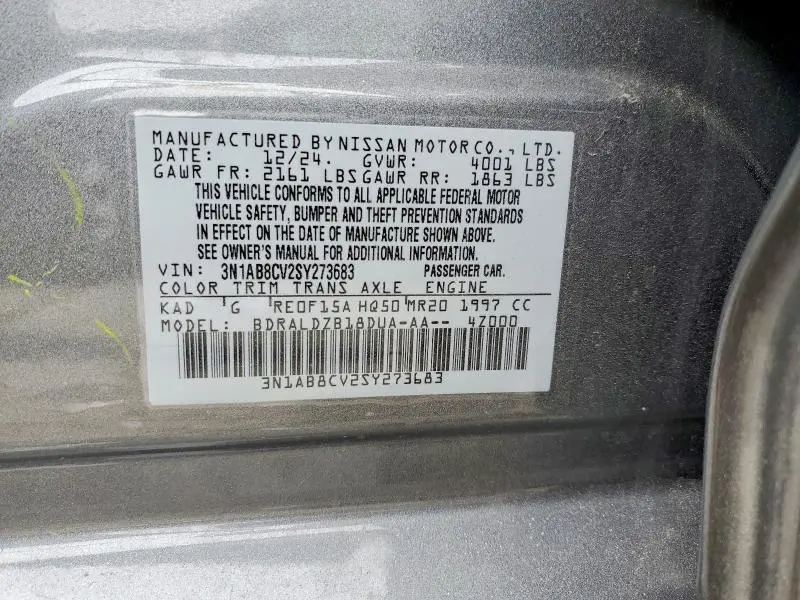 MANUFACTURED BY NISSAN MOTOR CO., LTD.
DATE: 12/24. GVWR: 4001 LBS
GAWR FR: 2161 LBS GAWR RR: 1863 LBS
THIS VEHICLE CONFORMS TO ALL APPLICABLE FEDERAL MOTOR
VEHICLE SAFETY, BUMPER AND THEFT PREVENTION STANDARDS
IN EFFECT ON THE DATE OF MANUFACTURE SHOWN ABOVE.
SEE OWNER'S MANUAL FOR ADDITIONAL INFORMATION.
VIN: 3N1AB8CV2SY273683 PASSENGER CAR.
COLOR TRIM TRANS AXLE ENGINE
KAD G RE0F15A HQ50 MR20 1997 CC
MODEL: BDRALDZB18DUA-AA-- 4Z000
3N1AB8CV2SY273683